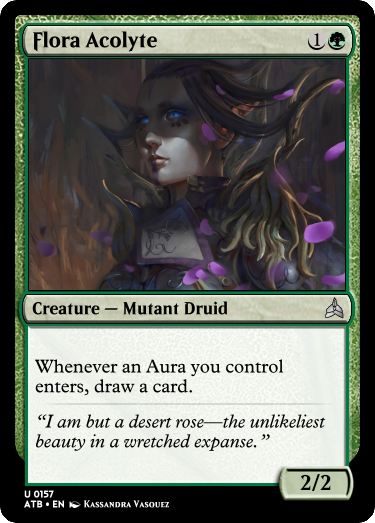 Flora Acolyte 1
Creature — Mutant Druid
Whenever an Aura you control
enters, draw a card.
“I am but a desert rose—the unlikeliest
beauty in a wretched expanse.”
2/2
U 0157
ATB • EN Kassandra Vasquez